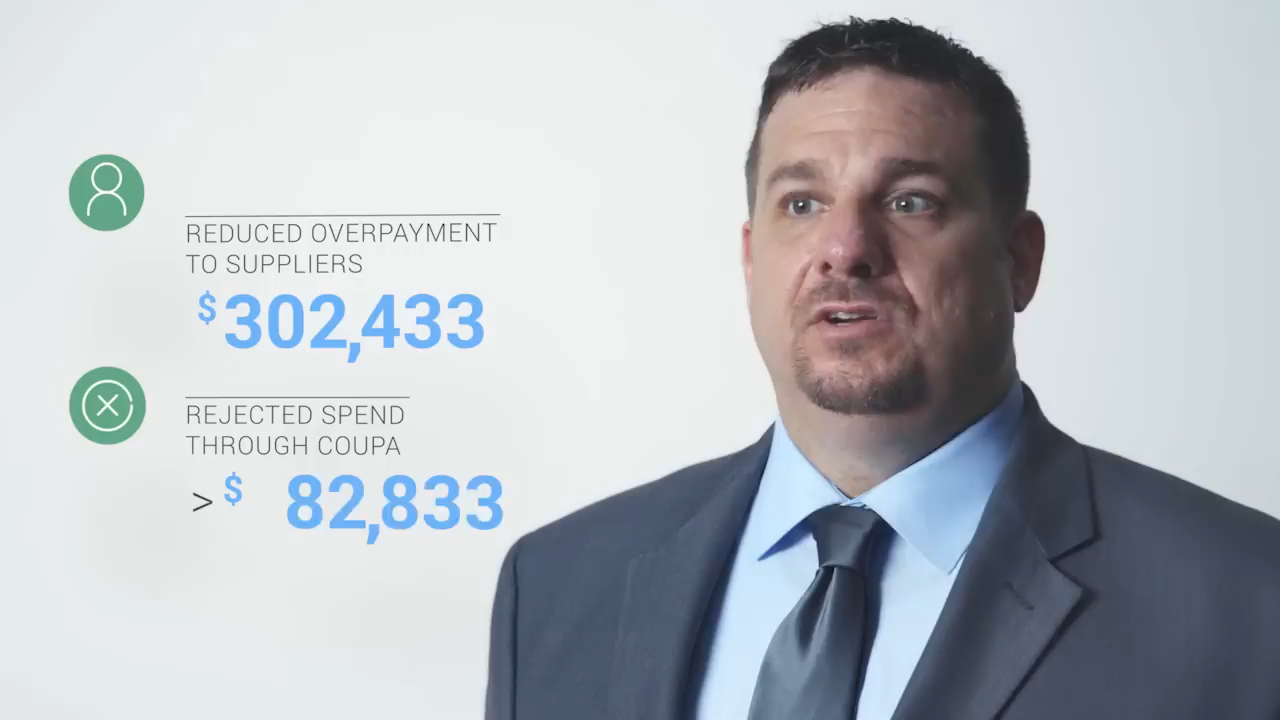 REDUCED OVERPAYMENT
TO SUPPLIERS
$302,433
REJECTED SPEND
THROUGH COUPA
> $ 82,833